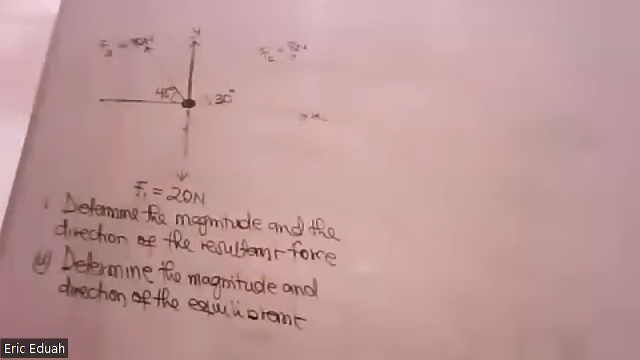 y
45°
30°
F₁ = 20N
i. Determine the magnitude and the
direction of the resultant force
ii) Determine the magnitude and
direction of the
Eric Eduah